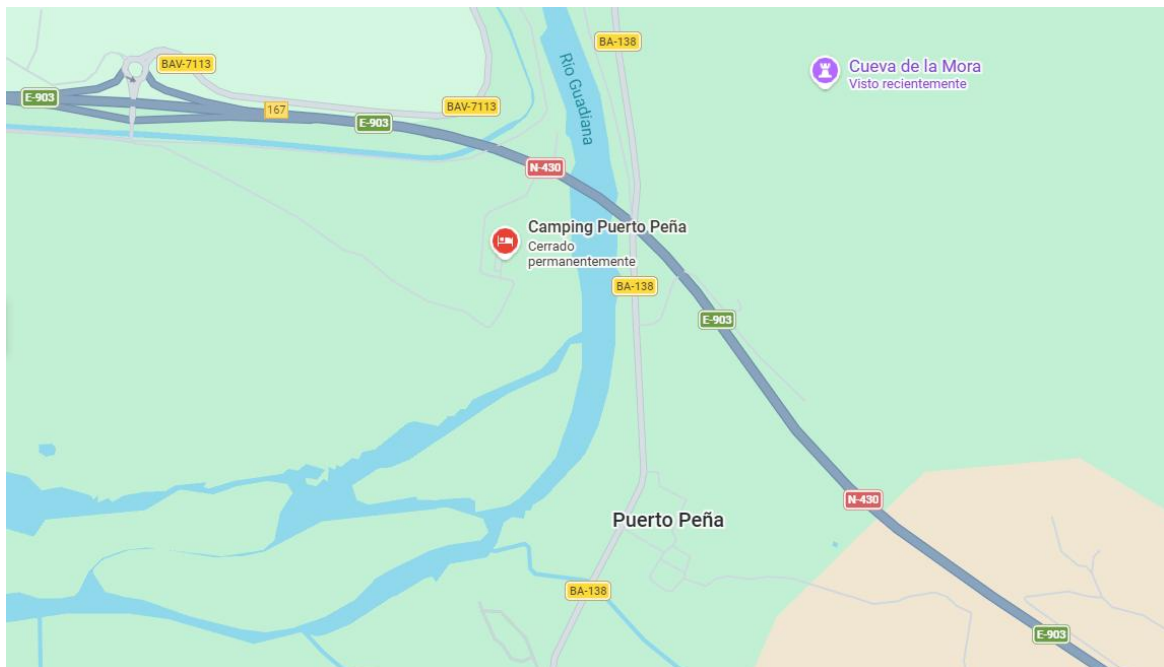 BA-138
Río Guadiana
Cueva de la Mora
Visto recientemente
BAV-7113
E-903
167
BAV-7113
E-903
N-430
Camping Puerto Peña
Cerrado
permanentemente
BA-138
E-903
N-430
Puerto Peña
BA-138
E-903